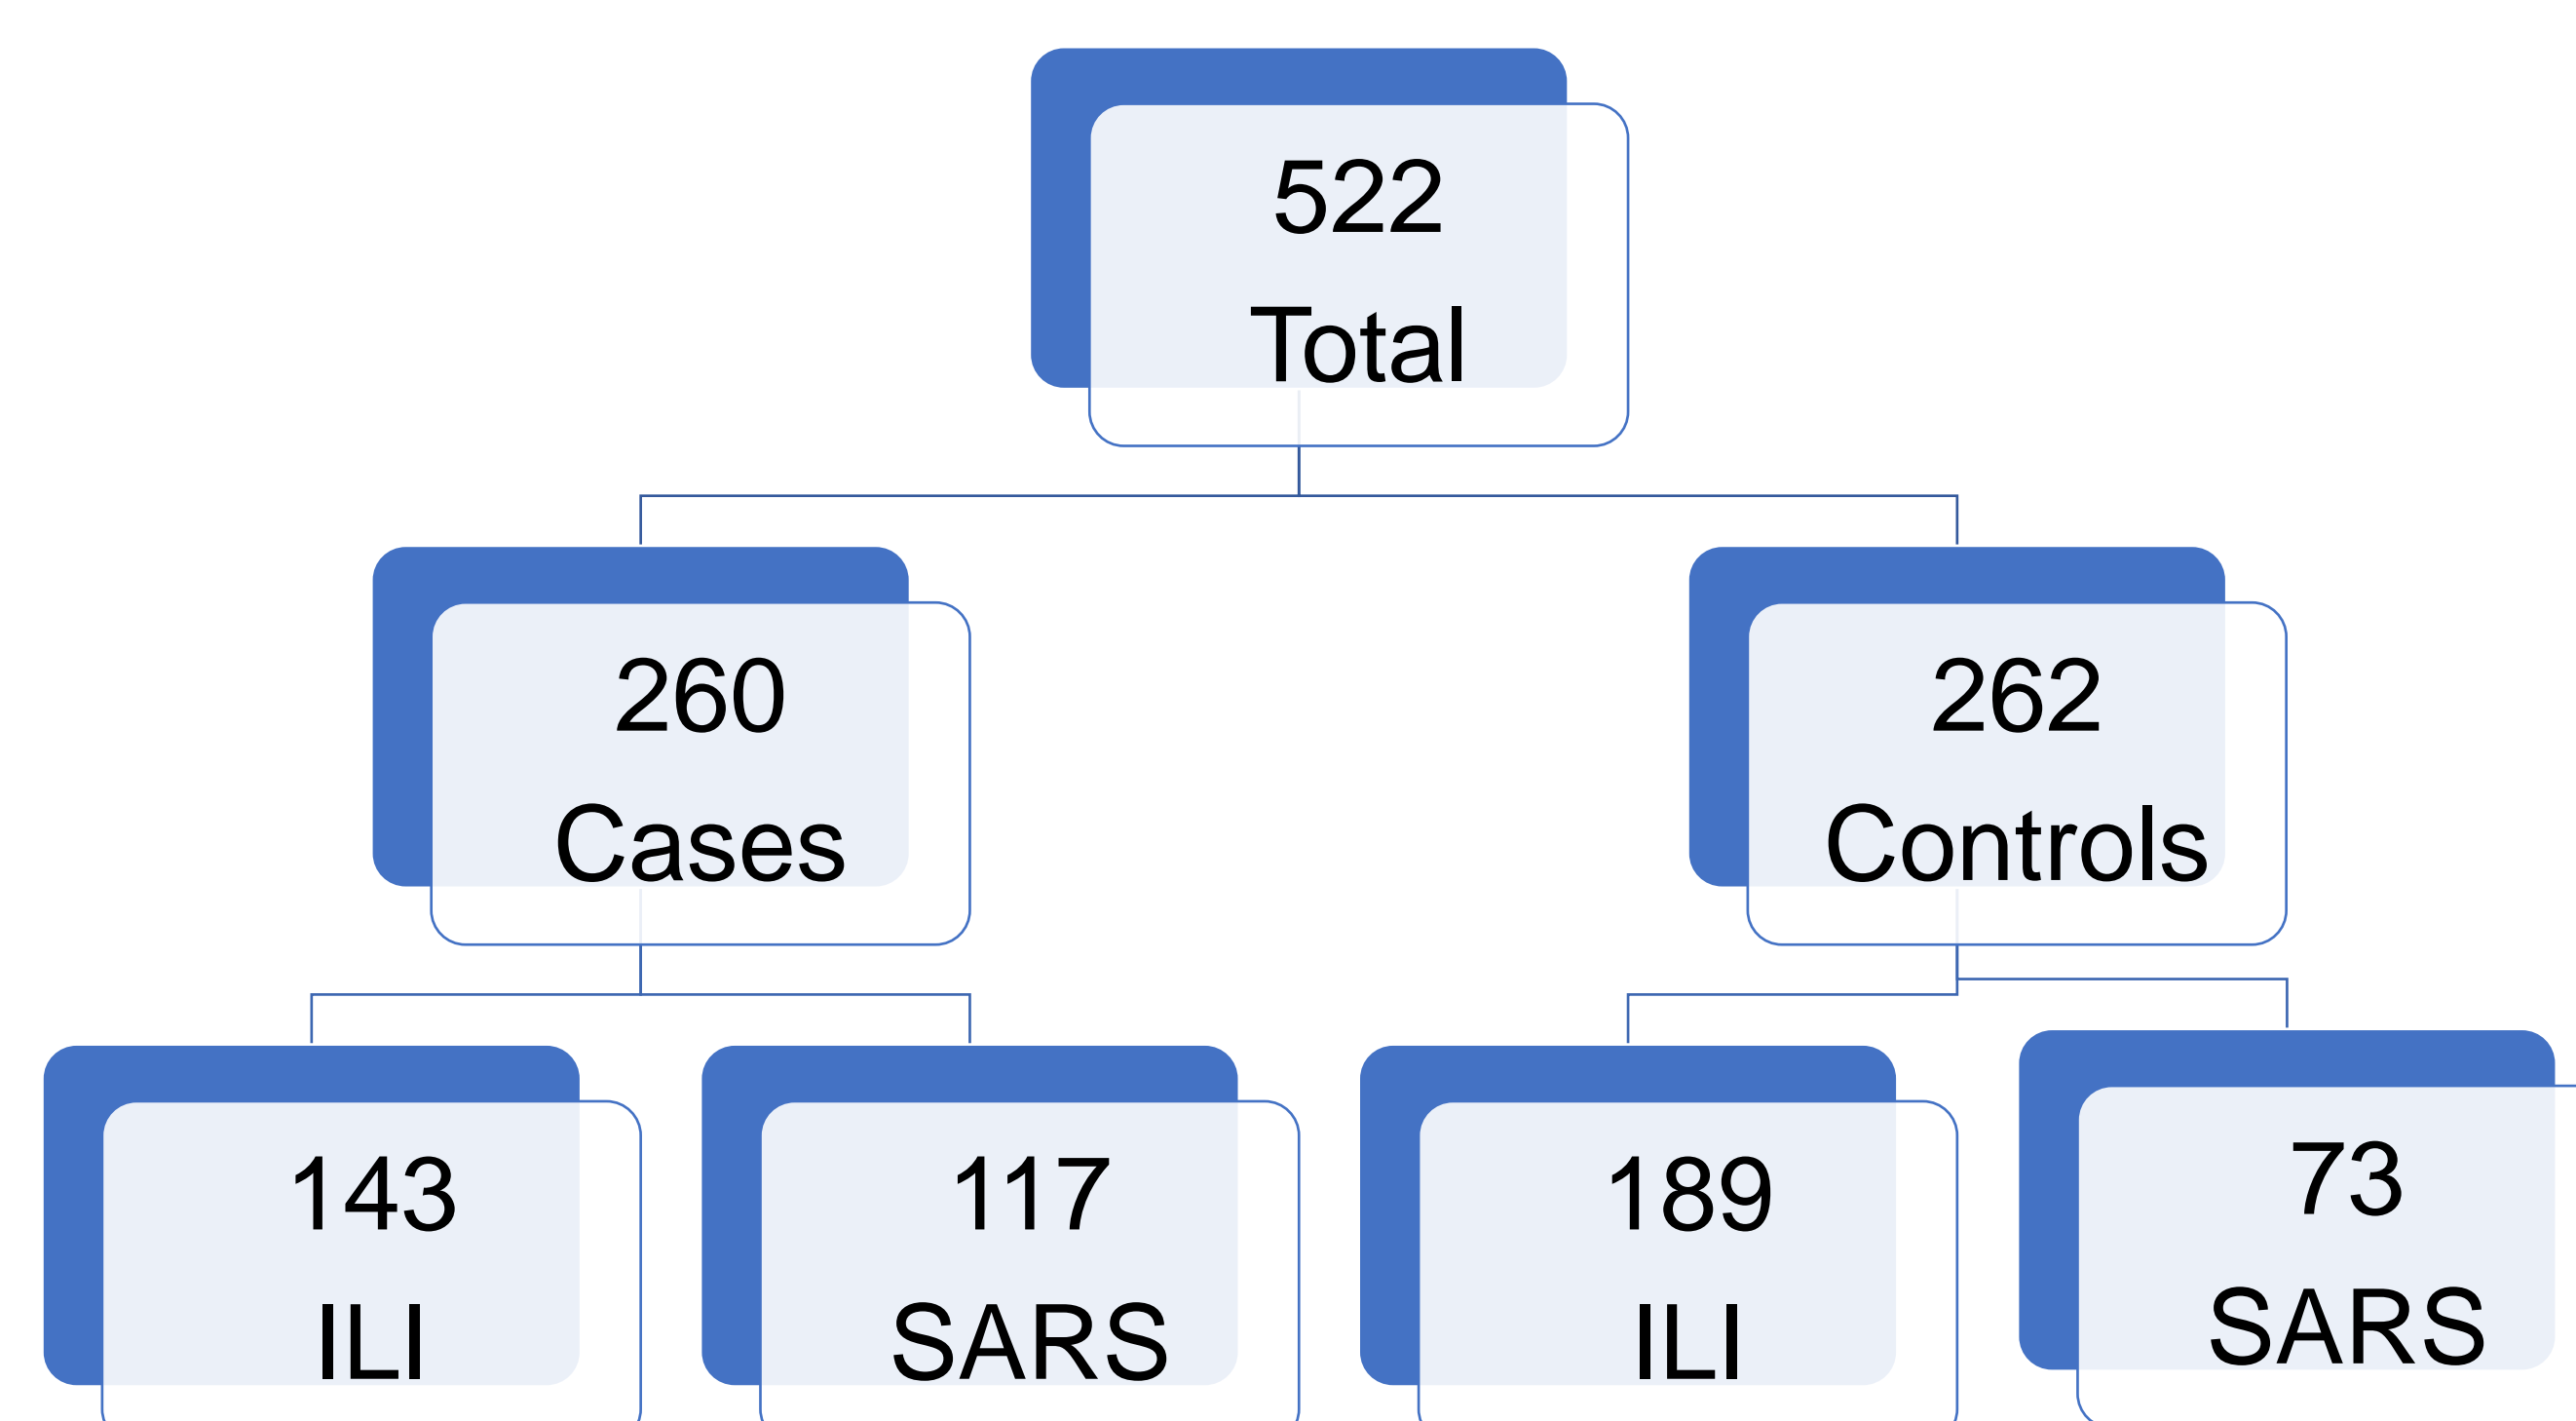 522
Total
260
Cases
262
Controls
143
ILI
117
SARS
189
ILI
73
SARS